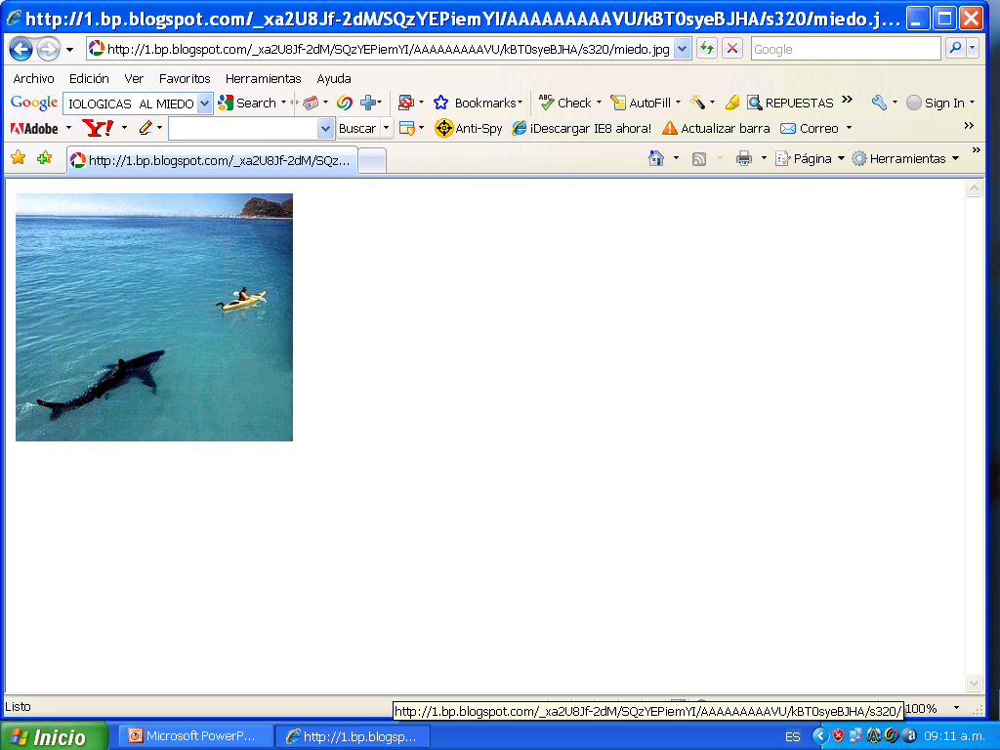 http://1.bp.blogspot.com/_xa2U8Jf-2dM/SQzYEPiemYI/AAAAAAAAAVU/kBT0syeBJHA/s320/miedo.j...
http://1.bp.blogspot.com/_xa2U8Jf-2dM/SQzYEPiemYI/AAAAAAAAAVU/kBT0syeBJHA/s320/miedo.jpg Google
Archivo Edición Ver Favoritos Herramientas Ayuda
Google IOLOGICAS AL MIEDO Search Bookmarks ABC Check AutoFill REPUESTAS » Sign In
Adobe Y! Buscar Anti-Spy ¡Descargar IE8 ahora! Actualizar barra Correo »
http://1.bp.blogspot.com/_xa2U8Jf-2dM/SQz... Página Herramientas »
Listo 100%
http://1.bp.blogspot.com/_xa2U8Jf-2dM/SQzYEPiemYI/AAAAAAAAAVU/kBT0syeBJHA/s320/
Inicio Microsoft PowerP... http://1.bp.blogsp... ES 09:11 a.m.